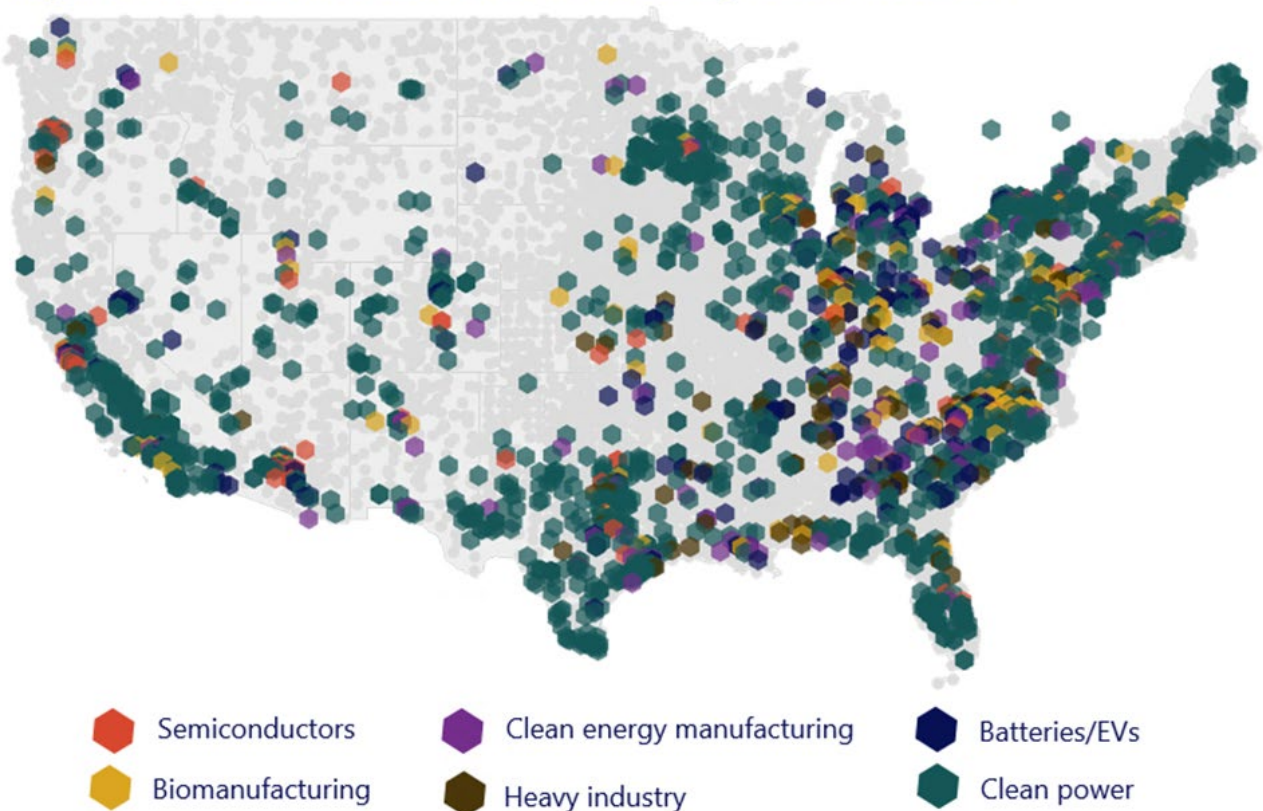 Semiconductors
Clean energy manufacturing
Batteries/EVs
Biomanufacturing
Heavy industry
Clean power